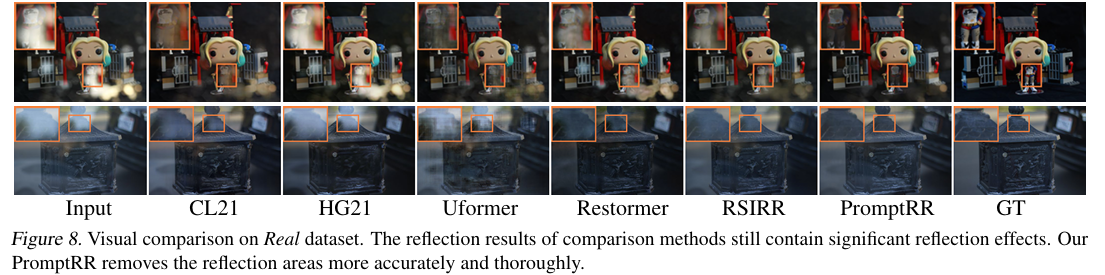 Input CL21 HG21 Uformer Restormer RSIRR PromptRR GT
Figure 8. Visual comparison on Real dataset. The reflection results of comparison methods still contain significant reflection effects. Our
PromptRR removes the reflection areas more accurately and thoroughly.